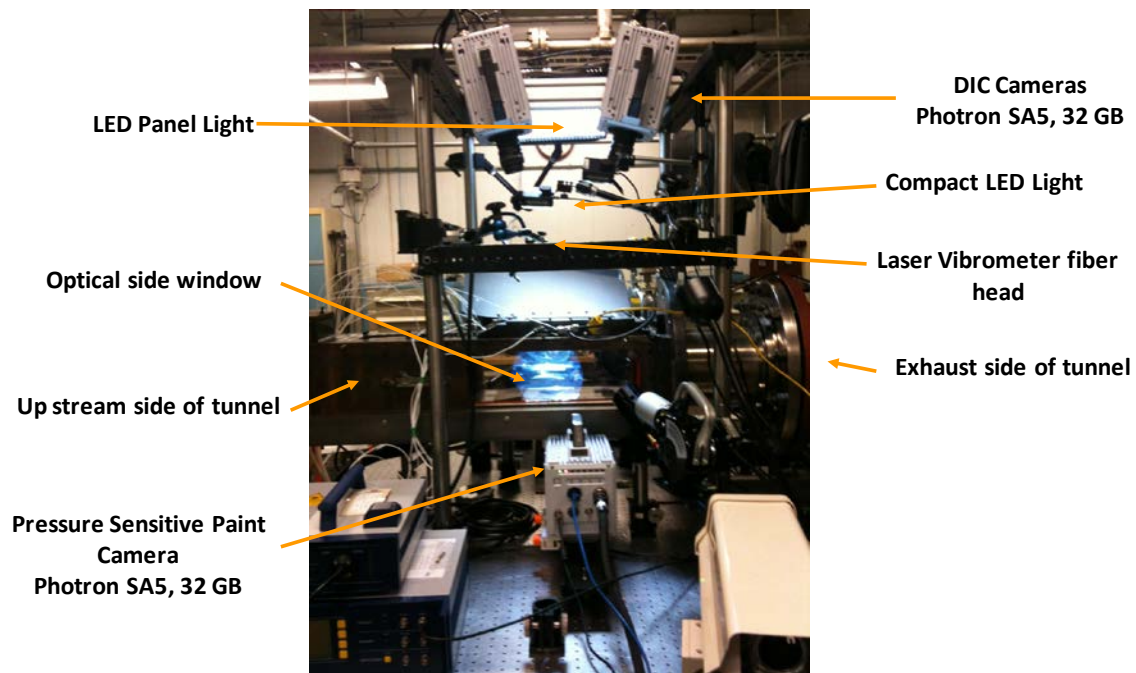 LED Panel Light
DIC Cameras
Photron SA5, 32 GB
Compact LED Light
Optical side window
Laser Vibrometer fiber
head
Exhaust side of tunnel
Up stream side of tunnel
Pressure Sensitive Paint
Camera
Photron SA5, 32 GB